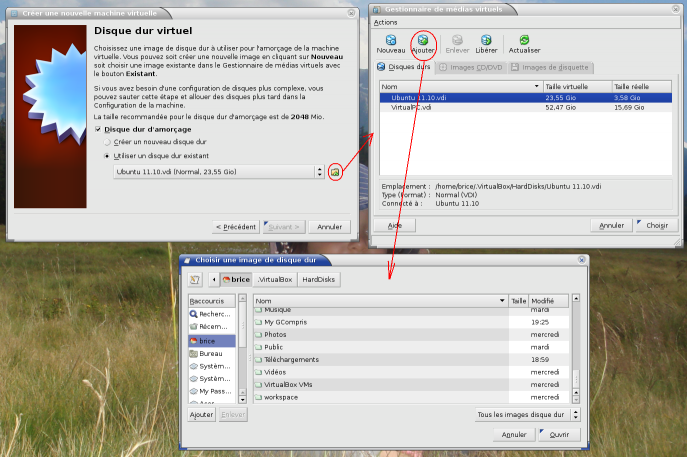 Créer une nouvelle machine virtuelle
Disque dur virtuel
Choisissez une image de disque dur à utiliser pour l'amorçage de la machine
virtuelle. Vous pouvez soit créer une nouvelle image en cliquant sur Nouveau
soit choisir une image existante dans le Gestionnaire de médias virtuels avec
le bouton Existant.
Si vous avez besoin d'une configuration de disques plus complexe, vous
pouvez sauter cette étape et allouer des disques plus tard dans la
Configuration de la machine.
La taille recommandée pour le disque dur d'amorçage est de 2048 Mio.
Disque dur d'amorçage
Créer un nouveau disque dur
Utiliser un disque dur existant
Ubuntu 11.10.vdi (Normal, 23,55 Gio)
< Précédent
Suivant >
Annuler
Gestionnaire de médias virtuels
Actions
Nouveau
Ajouter
Enlever
Libérer
Actualiser
Disques durs
Images CD/DVD
Images de disquette
Nom
Taille virtuelle
Taille réelle
Ubuntu 11.10.vdi
23,55 Gio
3,58 Gio
VirtualPC.vdi
52,47 Gio
15,69 Gio
Emplacement : /home/brice/.VirtualBox/HardDisks/Ubuntu 11.10.vdi
Type (Format) : Normal (VDI)
Connecté à : Ubuntu 11.10
Aide
Annuler
Choisir
Choisir une image de disque dur
brice
.VirtualBox
HardDisks
Raccourcis
Recherc...
Récem...
brice
Bureau
Systèm...
Systèm...
My Pass...
Nom
Taille
Modifié
Musique
mardi
My GCompris
19:25
Photos
mercredi
Public
mardi
Téléchargements
18:59
Vidéos
mercredi
VirtualBox VMs
mercredi
workspace
mercredi
Ajouter
Enlever
Tous les images disque dur
Annuler
Ouvrir